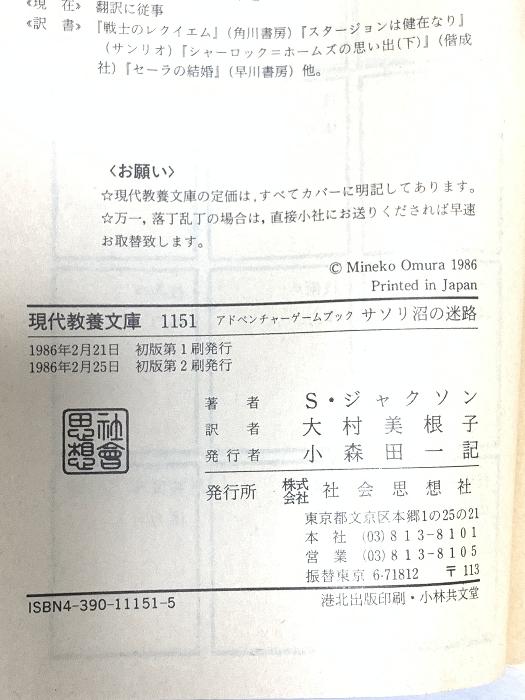 《現 在》 翻訳に従事
《訳 書》 『戦士のレクイエム』(角川書房)『スタージョンは健在なり』
(サンリオ)『シャーロック=ホームズの思い出(下)』(偕成
社)『セーラの結婚』(早川書房)他。
〈お願い〉
☆現代教養文庫の定価は,すべてカバーに明記してあります。
☆万一,落丁乱丁の場合は,直接小社にお送りくだされば早速
お取替致します。
© Mineko Omura 1986
Printed in Japan
現代教養文庫 1151 アドベンチャーゲームブック サソリ沼の迷路
1986年2月21日 初版第1刷発行
1986年2月25日 初版第2刷発行
著者 S・ジャクソン
訳者 大村美根子
発行者 小森田一記
社會思想
発行所 株式会社 社会思想社
東京都文京区本郷1の25の21
本社 (03)813-8101
営業 (03)813-8105
振替東京 6-71812 〒113
ISBN4-390-11151-5 港北出版印刷・小林共文堂